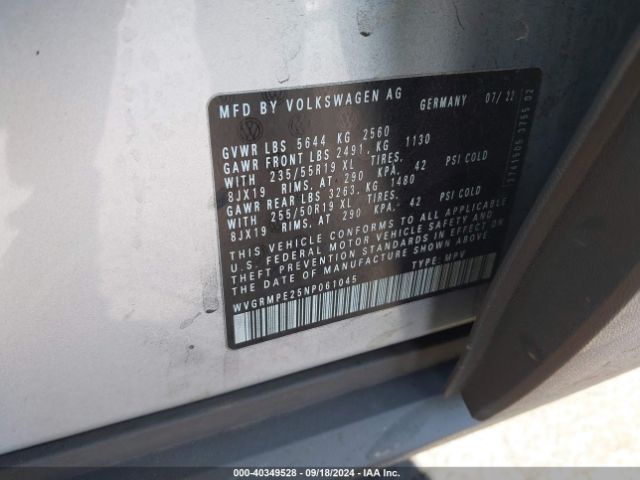 MFD BY VOLKSWAGEN AG GERMANY 07/22
GVWR LBS 5644 KG 2560
GAWR FRONT LBS 2491, KG 1130
WITH 235/55R19 XL TIRES,
8JX19 RIMS, AT 290 KPA, 42 PSI COLD
GAWR REAR LBS 3263, KG 1480
WITH 255/50R19 XL TIRES,
8JX19 RIMS, AT 290 KPA, 42 PSI COLD
THIS VEHICLE CONFORMS TO ALL APPLICABLE
U.S. FEDERAL MOTOR VEHICLE SAFETY AND
THEFT PREVENTION STANDARDS IN EFFECT ON
THE DATE OF MANUFACTURE SHOWN ABOVE.
WVGRMPE25NP061045 TYPE: MPV
000-40349528 - 09/18/2024 - IAA Inc.